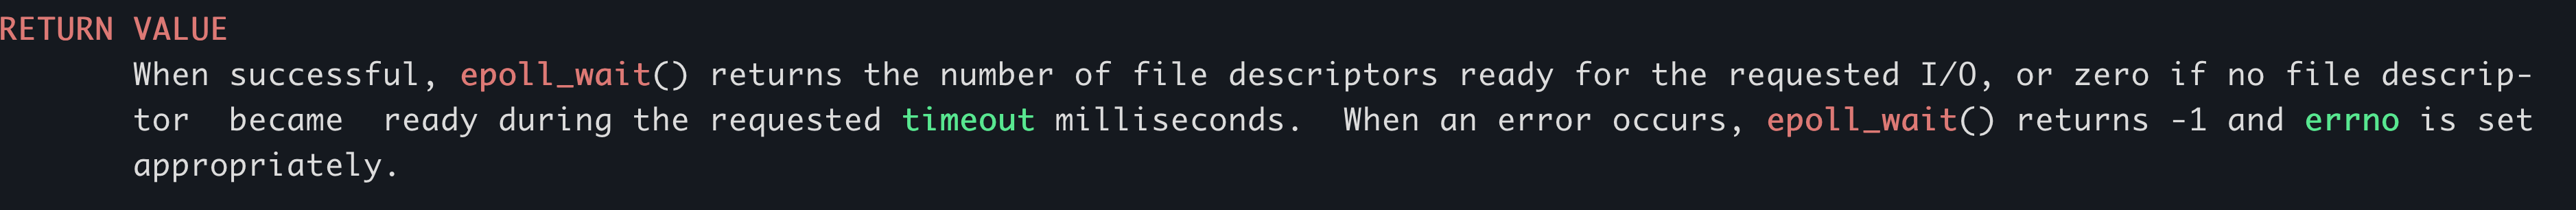 RETURN VALUE
When successful, epoll_wait() returns the number of file descriptors ready for the requested I/O, or zero if no file descrip-
tor  became  ready during the requested timeout milliseconds.  When an error occurs, epoll_wait() returns -1 and errno is set
appropriately.